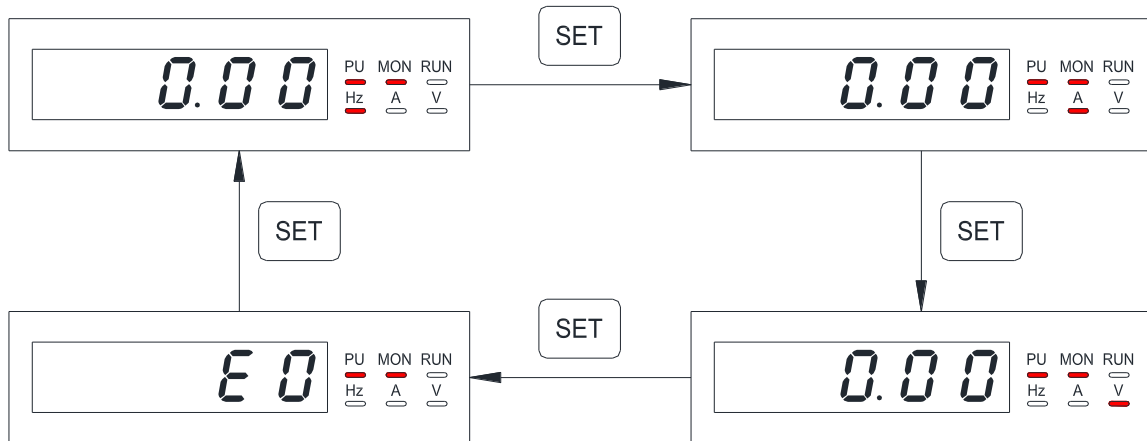 SET
PU MON RUN
0.00
Hz A V
PU MON RUN
0.00
Hz A V
SET
SET
SET
PU MON RUN
E0
Hz A V
PU MON RUN
0.00
Hz A V